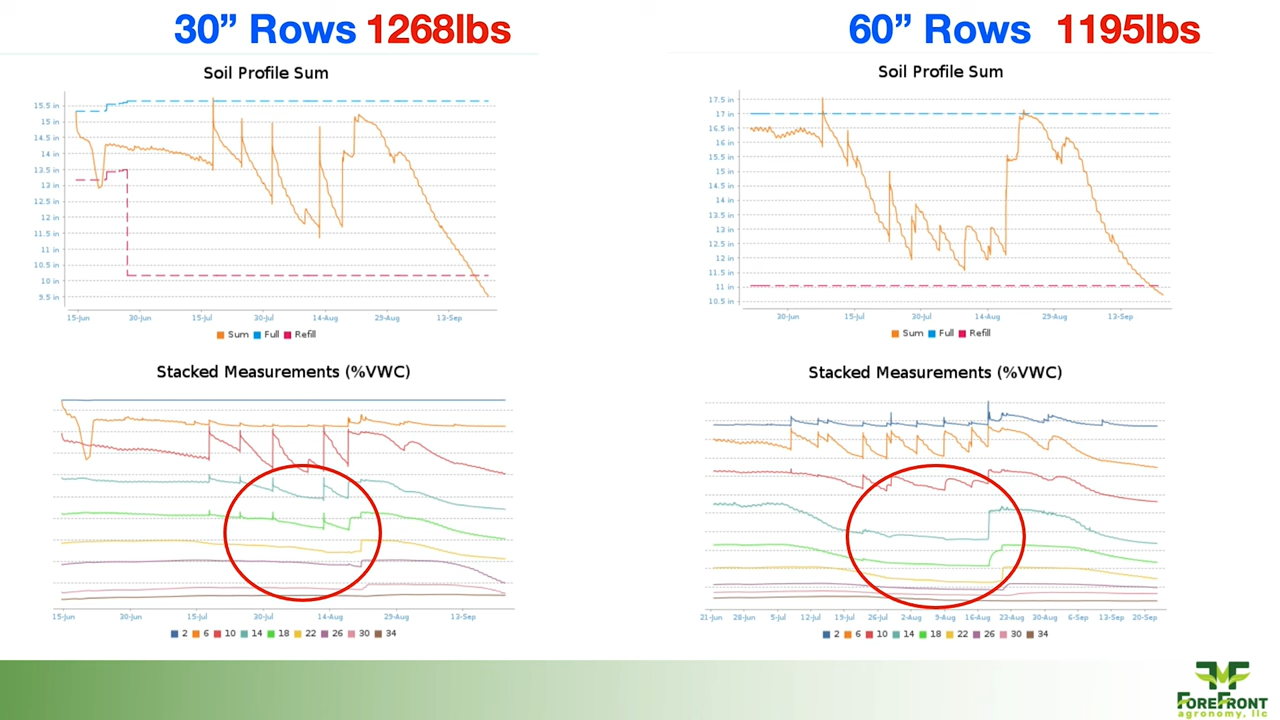 30” Rows 1268lbs
60” Rows 1195lbs
Soil Profile Sum
15.5 in
15 in
14.5 in
14 in
13.5 in
13 in
12.5 in
12 in
11.5 in
11 in
10.5 in
10 in
9.5 in
15-Jun 30-Jun 15-Jul 30-Jul 14-Aug 29-Aug 13-Sep
Sum Full Refill
Soil Profile Sum
17.5 in
17 in
16.5 in
16 in
15.5 in
15 in
14.5 in
14 in
13.5 in
13 in
12.5 in
12 in
11.5 in
11 in
10.5 in
30-Jun 15-Jul 30-Jul 14-Aug 29-Aug 13-Sep
Sum Full Refill
Stacked Measurements (%VWC)
15-Jun 30-Jun 15-Jul 30-Jul 14-Aug 29-Aug 13-Sep
2 6 10 14 18 22 26 30 34
Stacked Measurements (%VWC)
21-Jun 28-Jun 5-Jul 12-Jul 19-Jul 26-Jul 2-Aug 9-Aug 16-Aug 23-Aug 30-Aug 6-Sep 13-Sep 20-Sep
2 6 10 14 18 22 26 30 34
FOREFRONT
agronomy, llc